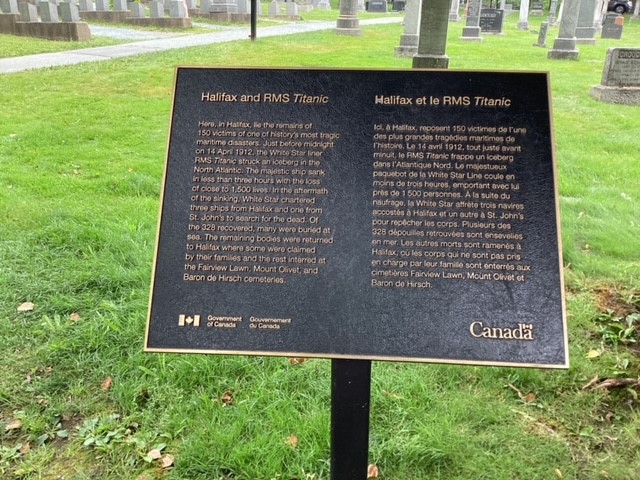 Halifax and RMS Titanic
Here, in Halifax, lie the remains of
150 victims of one of history's most tragic
maritime disasters. Just before midnight
on 14 April 1912, the White Star liner
RMS Titanic struck an iceberg in the
North Atlantic. The majestic ship sank
in less than three hours with the loss
of close to 1,500 lives. In the aftermath
of the sinking, White Star chartered
three ships from Halifax and one from
St. John's to search for the dead. Of
the 328 recovered, many were buried at
sea. The remaining bodies were returned
to Halifax where some were claimed
by their families and the rest interred at
the Fairview Lawn, Mount Olivet, and
Baron de Hirsch cemeteries.
Government
of Canada
Gouvernement
du Canada
Halifax et le RMS Titanic
Ici, à Halifax, reposent 150 victimes de l'une
des plus grandes tragédies maritimes de
l'histoire. Le 14 avril 1912, tout juste avant
minuit, le RMS Titanic frappe un iceberg
dans l'Atlantique Nord. Le majestueux
paquebot de la White Star Line coule en
moins de trois heures, emportant avec lui
près de 1 500 personnes. À la suite du
naufrage, la White Star affrète trois navires
accostés à Halifax et un autre à St. John's
pour repêcher les corps. Plusieurs des
328 dépouilles retrouvées sont ensevelies
en mer. Les autres morts sont ramenés à
Halifax, où les corps qui ne sont pas pris
en charge par leur famille sont enterrés aux
cimetières Fairview Lawn, Mount Olivet et
Baron de Hirsch.
Canada